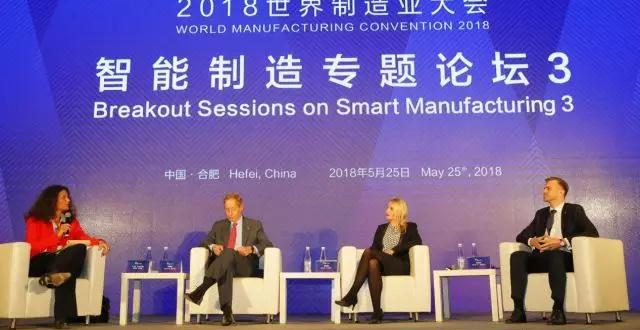 2018世界制造业大会
WORLD MANUFACTURING CONVENTION 2018
智能制造专题论坛3
Breakout Sessions on Smart Manufacturing 3
中国·合肥 Hefei, China 2018年5月25日 May 25th, 2018